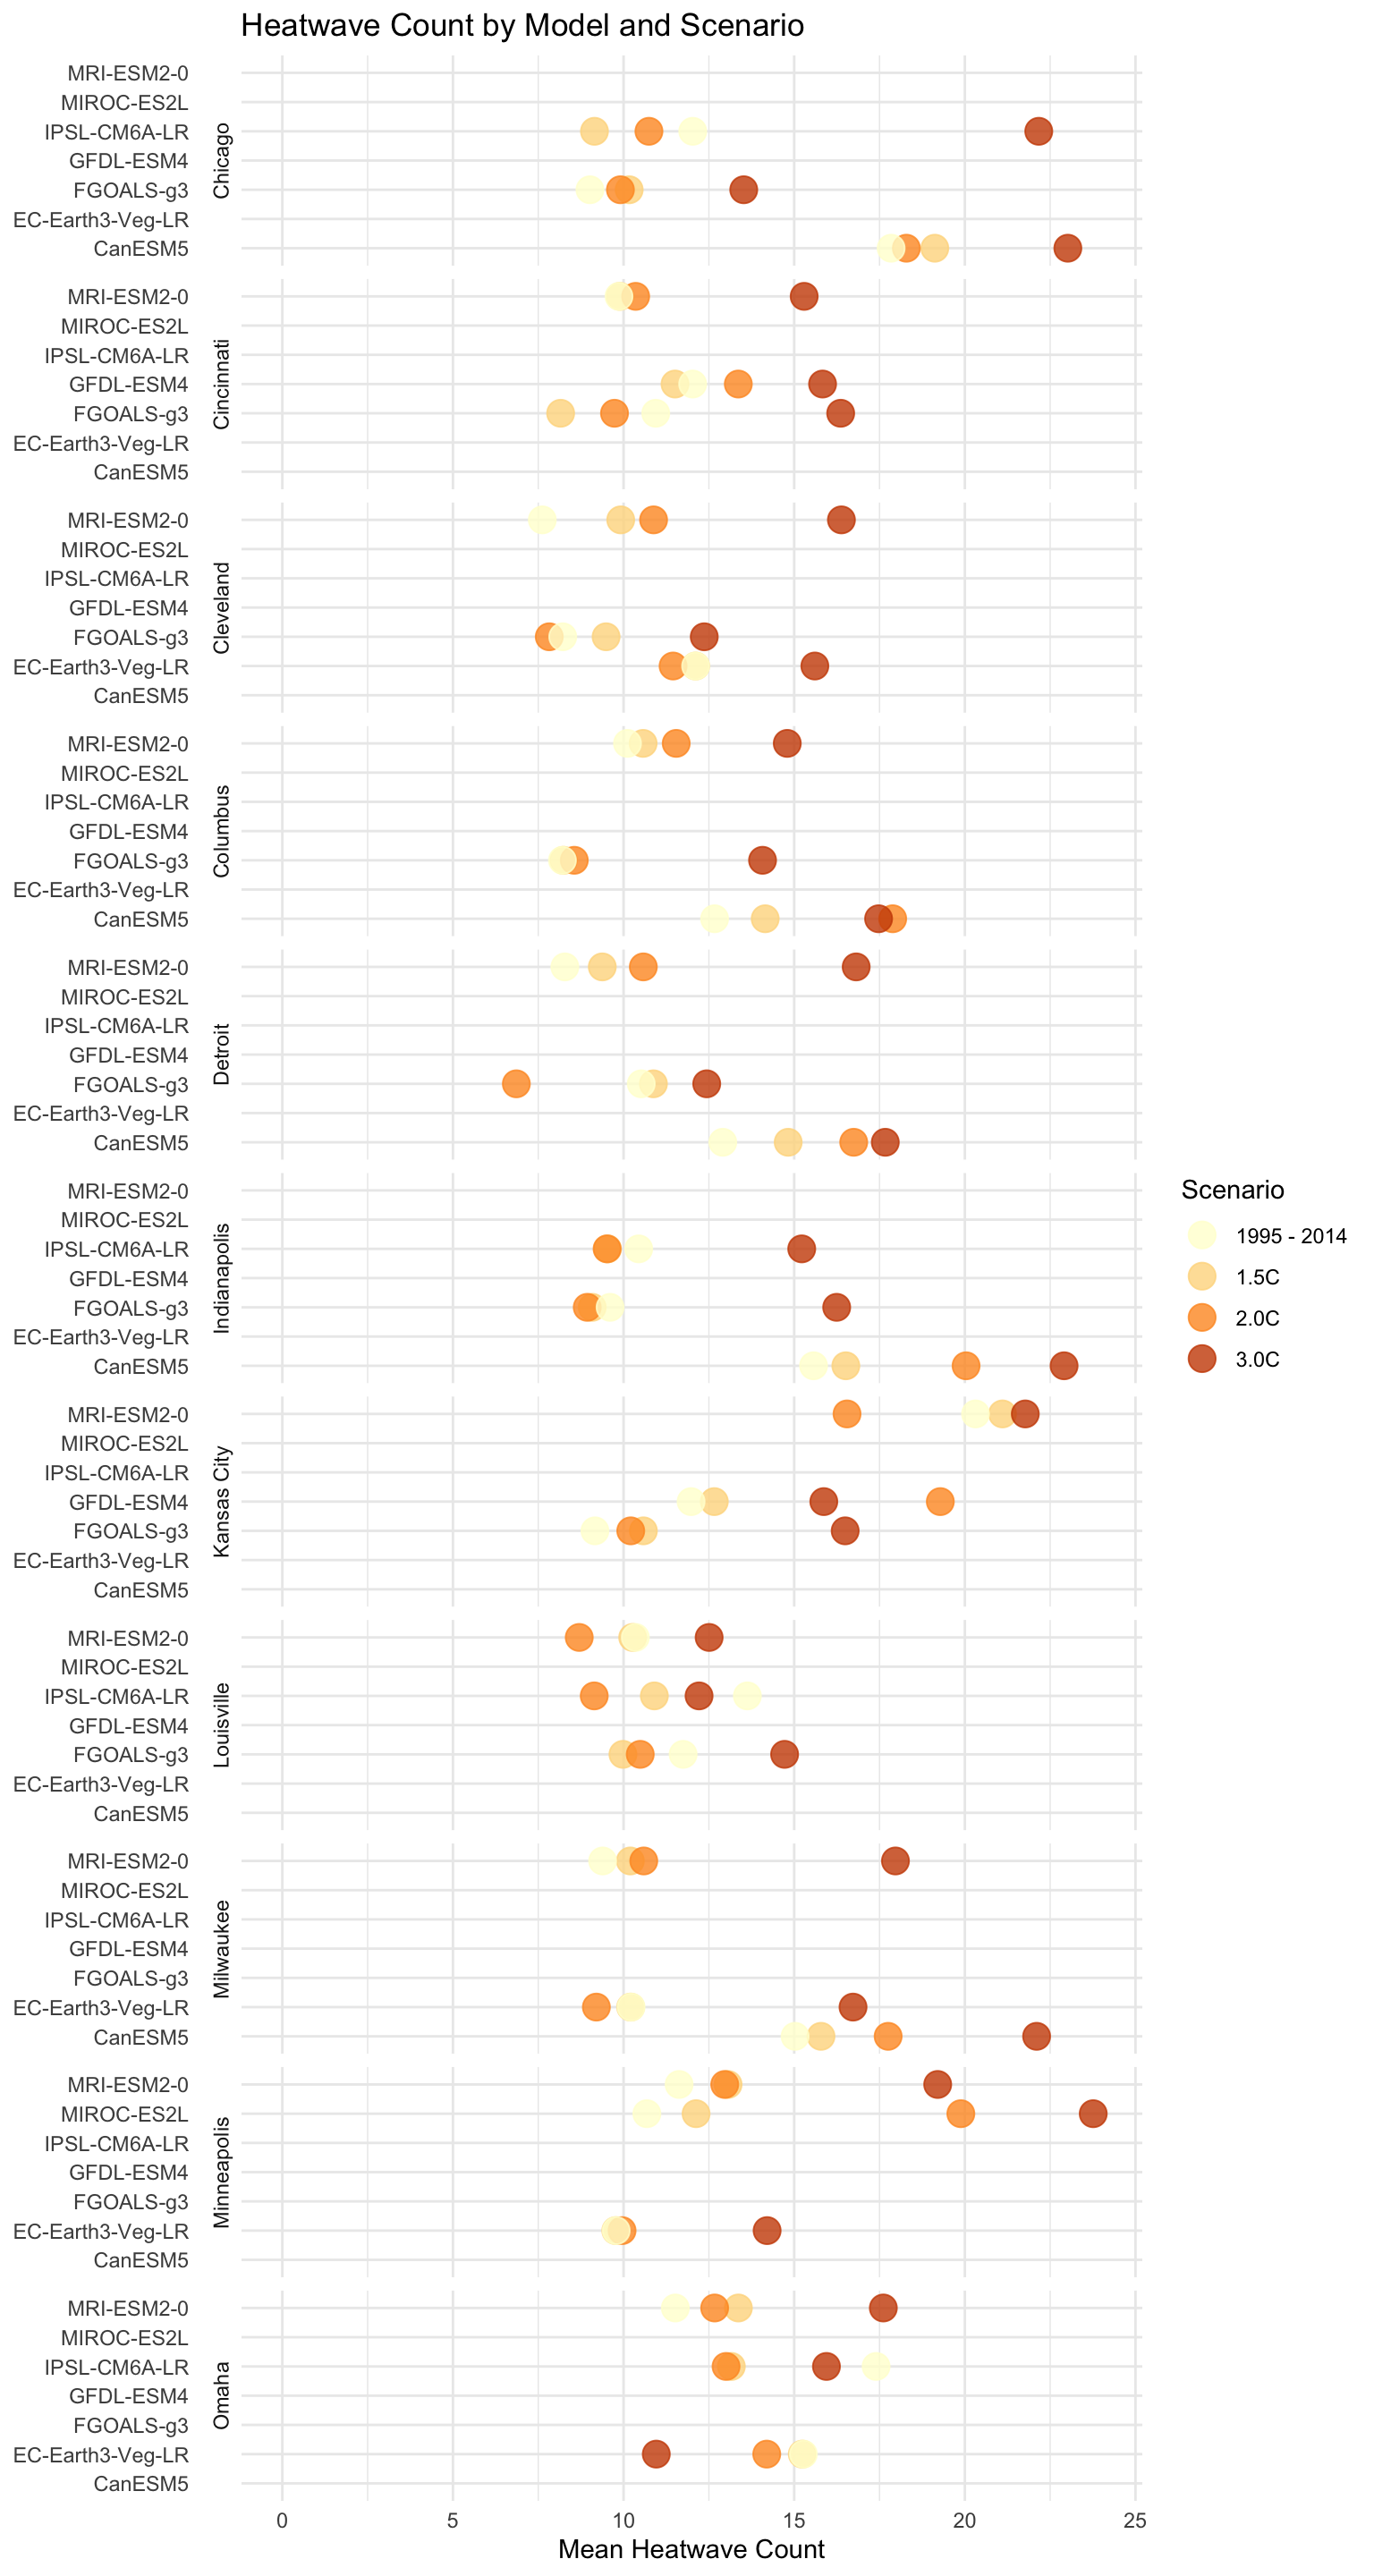 Heatwave Count by Model and Scenario
MRI-ESM2-0
MIROC-ES2L
IPSL-CM6A-LR
GFDL-ESM4
FGOALS-g3
EC-Earth3-Veg-LR
CanESM5
Chicago
MRI-ESM2-0
MIROC-ES2L
IPSL-CM6A-LR
GFDL-ESM4
FGOALS-g3
EC-Earth3-Veg-LR
CanESM5
Cincinnati
MRI-ESM2-0
MIROC-ES2L
IPSL-CM6A-LR
GFDL-ESM4
FGOALS-g3
EC-Earth3-Veg-LR
CanESM5
Cleveland
MRI-ESM2-0
MIROC-ES2L
IPSL-CM6A-LR
GFDL-ESM4
FGOALS-g3
EC-Earth3-Veg-LR
CanESM5
Columbus
MRI-ESM2-0
MIROC-ES2L
IPSL-CM6A-LR
GFDL-ESM4
FGOALS-g3
EC-Earth3-Veg-LR
CanESM5
Detroit
MRI-ESM2-0
MIROC-ES2L
IPSL-CM6A-LR
GFDL-ESM4
FGOALS-g3
EC-Earth3-Veg-LR
CanESM5
Indianapolis
MRI-ESM2-0
MIROC-ES2L
IPSL-CM6A-LR
GFDL-ESM4
FGOALS-g3
EC-Earth3-Veg-LR
CanESM5
Kansas City
MRI-ESM2-0
MIROC-ES2L
IPSL-CM6A-LR
GFDL-ESM4
FGOALS-g3
EC-Earth3-Veg-LR
CanESM5
Louisville
MRI-ESM2-0
MIROC-ES2L
IPSL-CM6A-LR
GFDL-ESM4
FGOALS-g3
EC-Earth3-Veg-LR
CanESM5
Milwaukee
MRI-ESM2-0
MIROC-ES2L
IPSL-CM6A-LR
GFDL-ESM4
FGOALS-g3
EC-Earth3-Veg-LR
CanESM5
Minneapolis
MRI-ESM2-0
MIROC-ES2L
IPSL-CM6A-LR
GFDL-ESM4
FGOALS-g3
EC-Earth3-Veg-LR
CanESM5
Omaha
0 5 10 15 20 25
Mean Heatwave Count
Scenario
1995 - 2014
1.5C
2.0C
3.0C